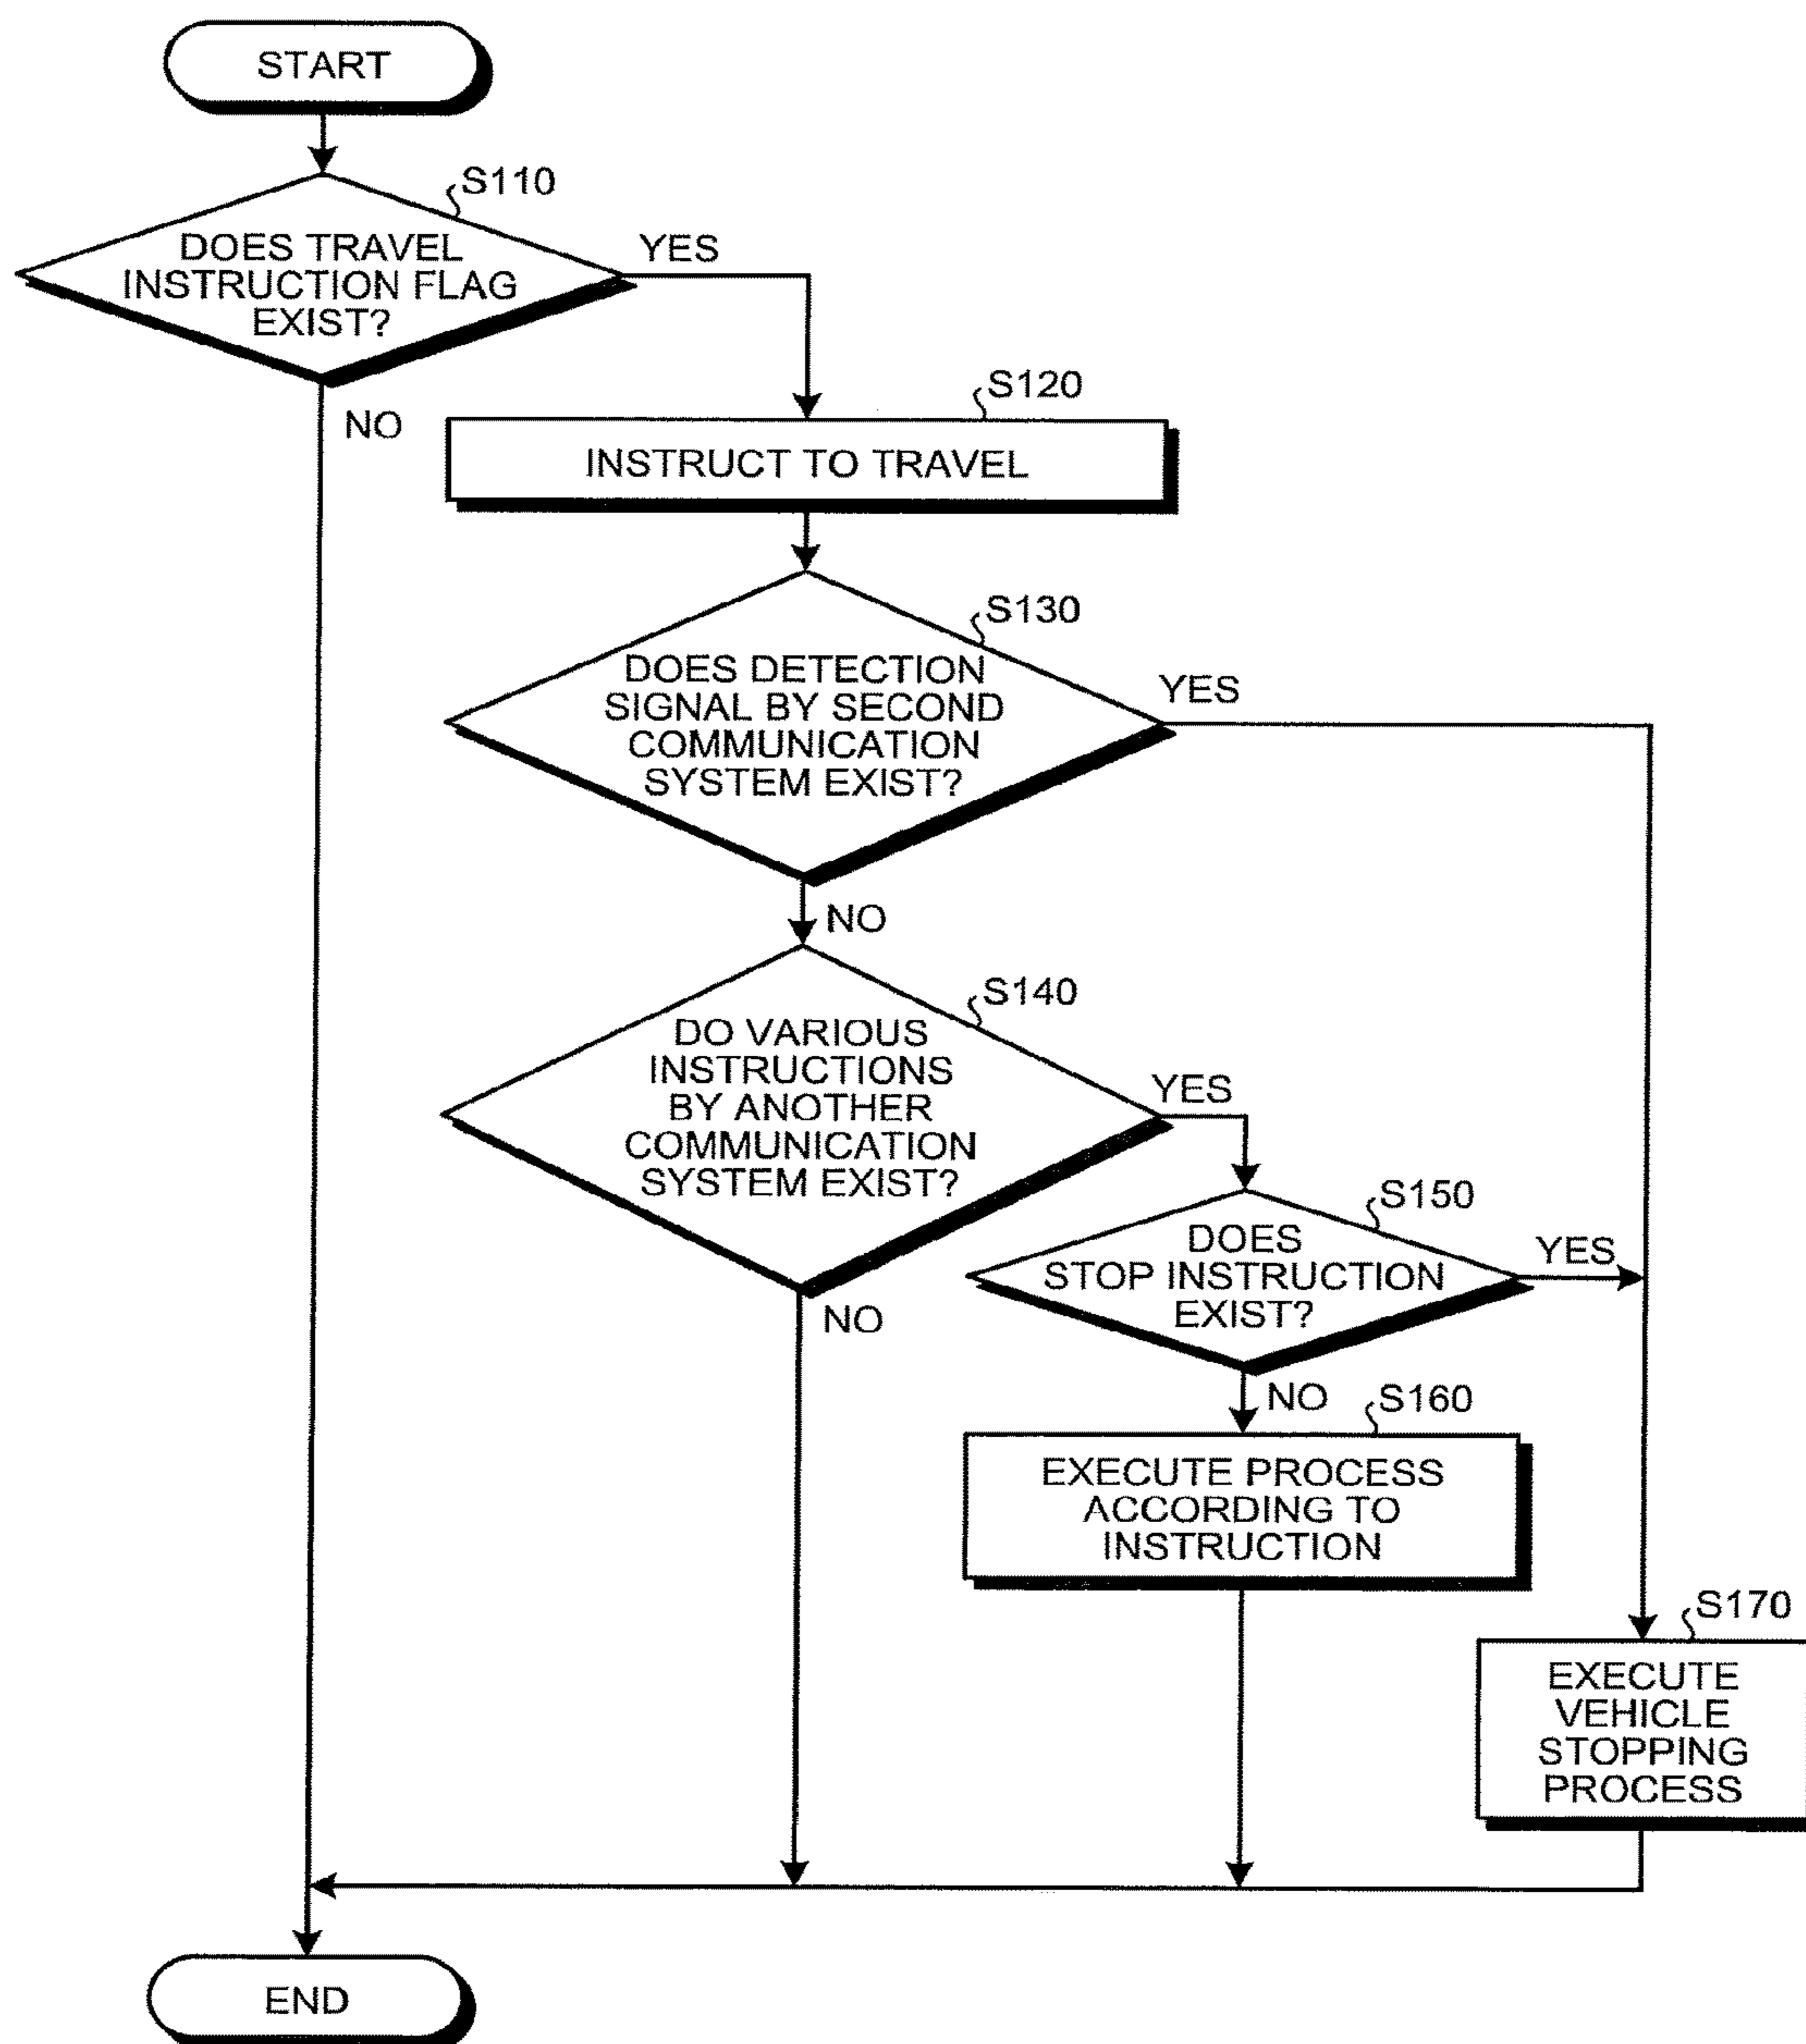 START
S110
DOES TRAVEL
INSTRUCTION FLAG
EXIST?
YES
NO
S120
INSTRUCT TO TRAVEL
S130
DOES DETECTION
SIGNAL BY SECOND
COMMUNICATION
SYSTEM EXIST?
YES
NO
S140
DO VARIOUS
INSTRUCTIONS
BY ANOTHER
COMMUNICATION
SYSTEM EXIST?
YES
NO
S150
DOES
STOP INSTRUCTION
EXIST?
YES
NO
S160
EXECUTE PROCESS
ACCORDING TO
INSTRUCTION
S170
EXECUTE
VEHICLE
STOPPING
PROCESS
END